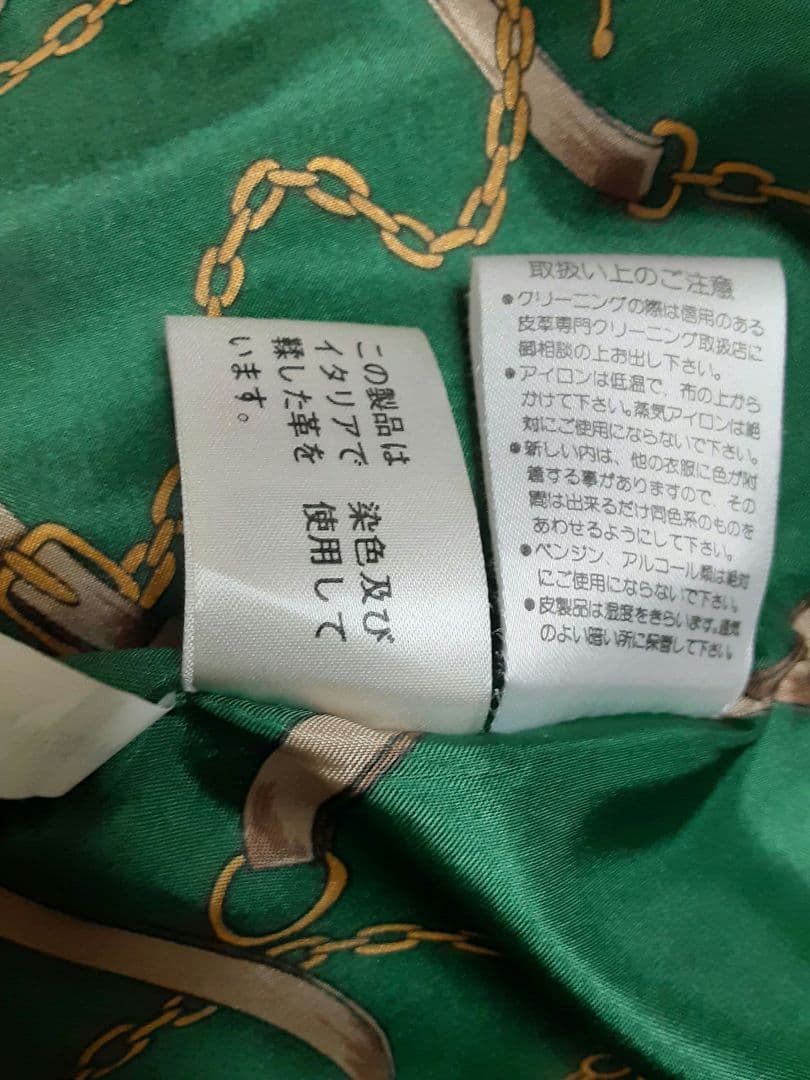 この製品は
イタリアで 染色及び
鞣した革を 使用して
います。
取扱い上のご注意
●クリーニングの際は信用のある
皮革専門クリーニング取扱店に
御相談の上お出し下さい。
●アイロンは低温で、布の上から
かけて下さい。蒸気アイロンは絶
対にご使用にならないで下さい。
●新しい内は、他の衣服に色が附
着する事がありますので その
間は出来るだけ同色系のものを
あわせるようにして下さい。
●ベンジン、アルコール類は絶対
にご使用にならないで下さい。
●皮製品は湿度をきらいます。通気
のよい暗い所に保管して下さい。